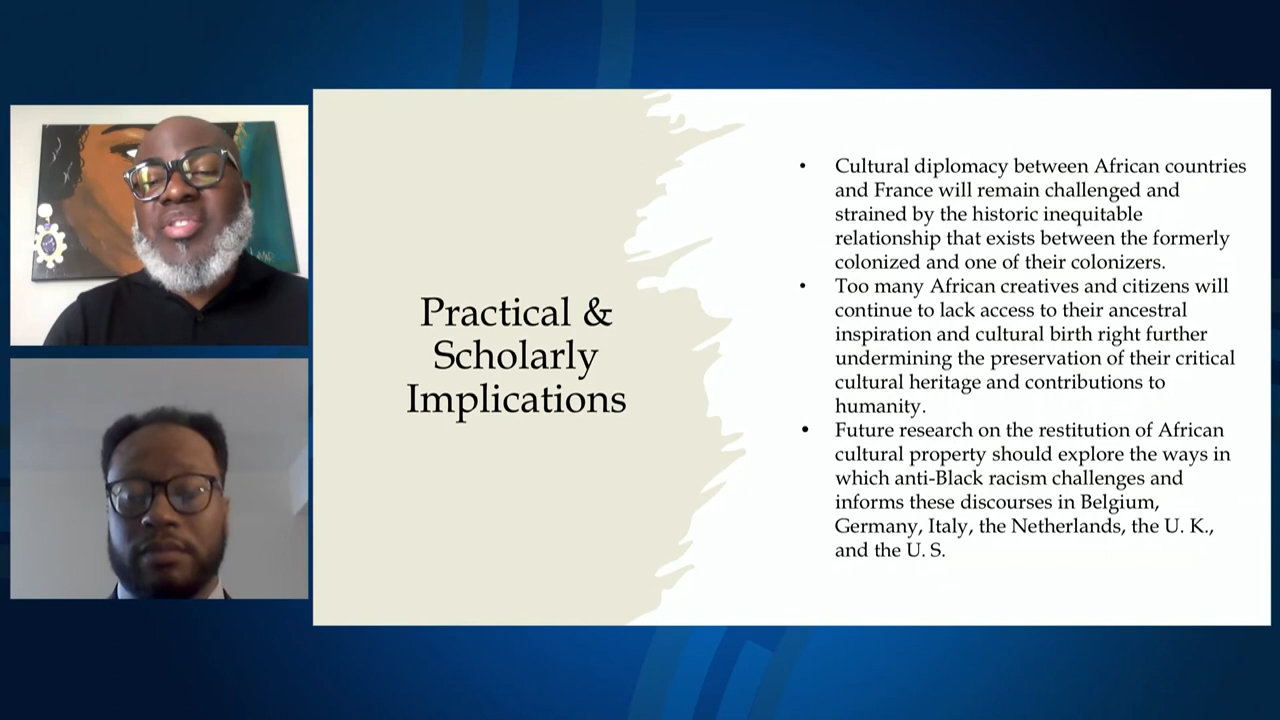 Practical &
Scholarly
Implications
• Cultural diplomacy between African countries
and France will remain challenged and
strained by the historic inequitable
relationship that exists between the formerly
colonized and one of their colonizers.
• Too many African creatives and citizens will
continue to lack access to their ancestral
inspiration and cultural birth right further
undermining the preservation of their critical
cultural heritage and contributions to
humanity.
• Future research on the restitution of African
cultural property should explore the ways in
which anti-Black racism challenges and
informs these discourses in Belgium,
Germany, Italy, the Netherlands, the U. K.,
and the U. S.